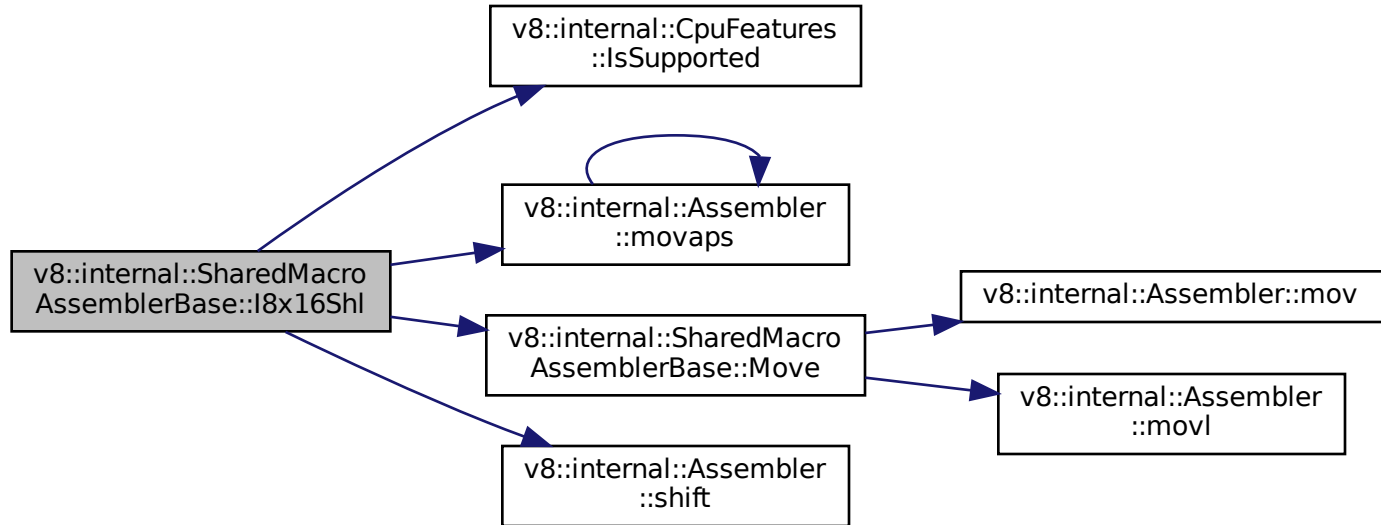 v8::internal::CpuFeatures
::IsSupported
v8::internal::Assembler
::movaps
v8::internal::SharedMacro
AssemblerBase::I8x16Shl
v8::internal::Assembler::mov
v8::internal::SharedMacro
AssemblerBase::Move
v8::internal::Assembler
::movl
v8::internal::Assembler
::shift